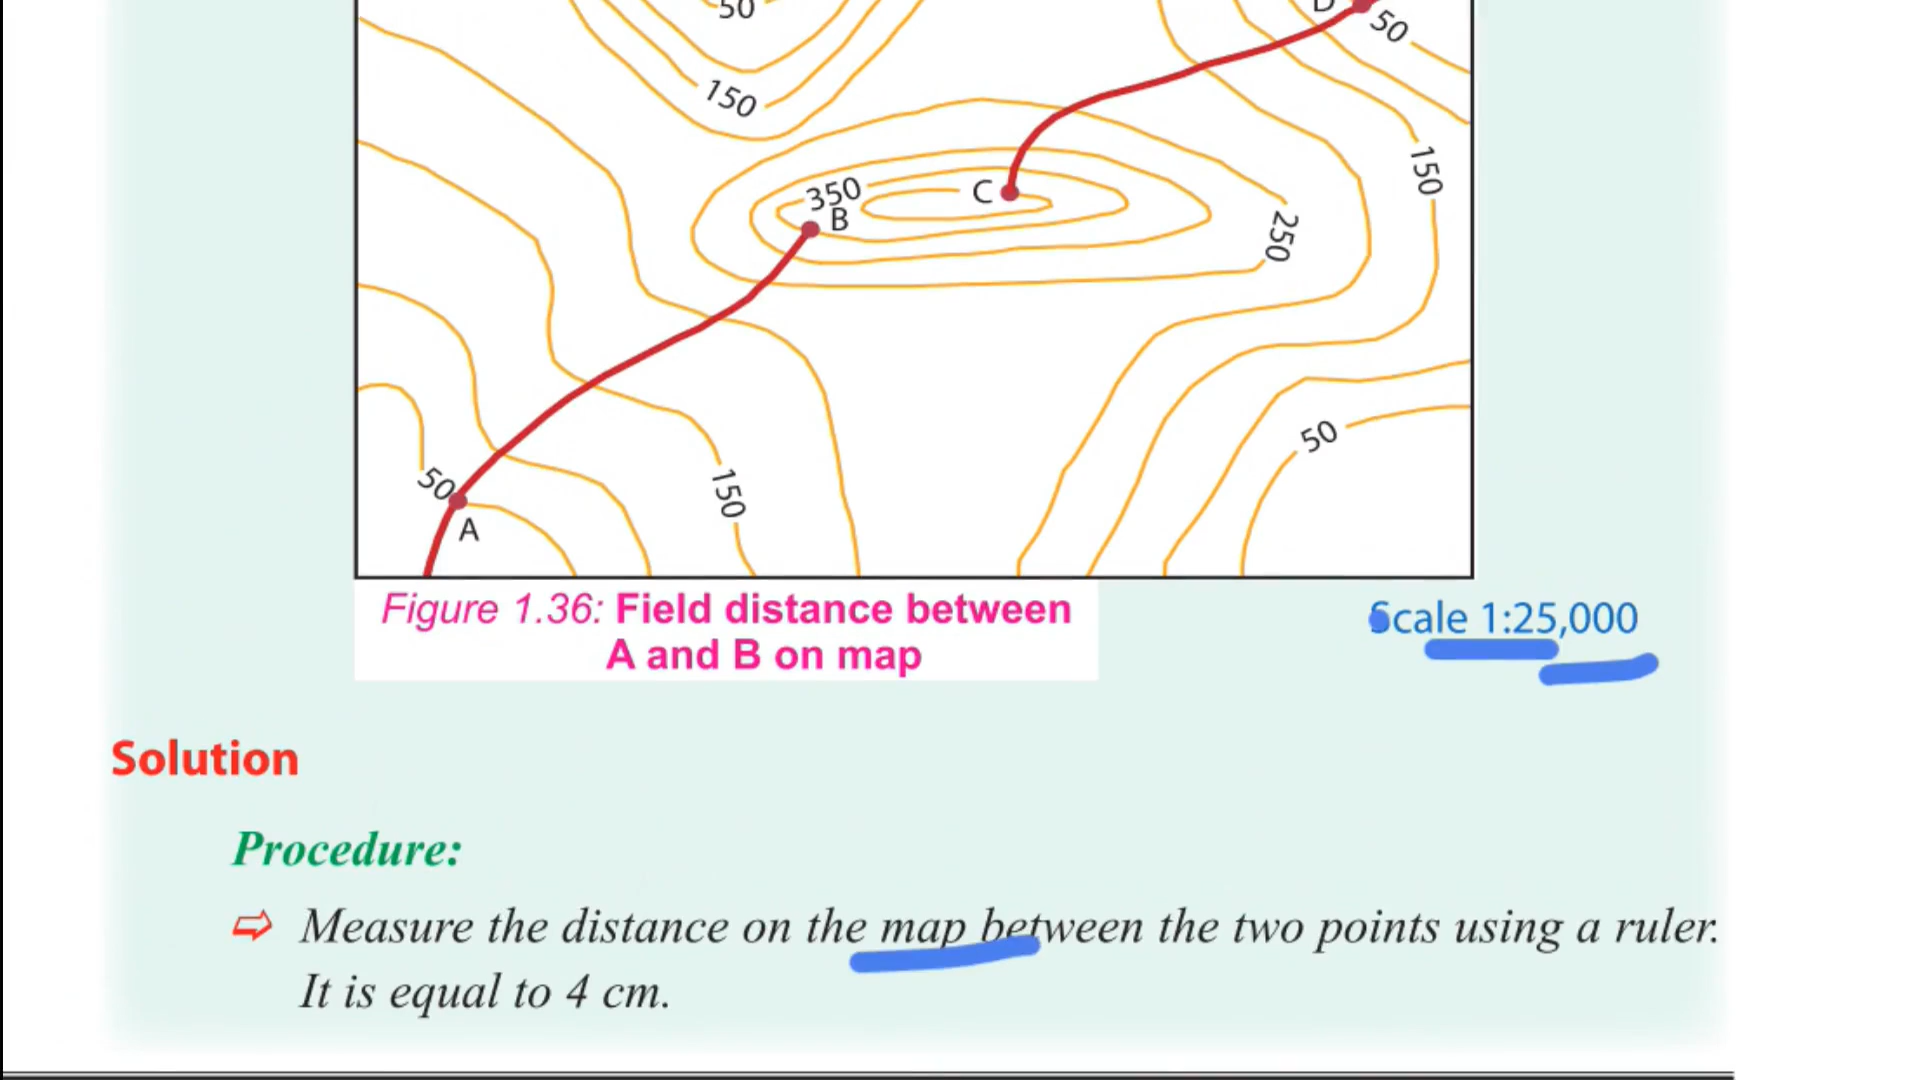 50
D
50
150
150
350
C
B
250
50
50
150
A
Figure 1.36: Field distance between
A and B on map
Scale 1:25,000
Solution
Procedure:
⇨ Measure the distance on the map between the two points using a ruler.
It is equal to 4 cm.